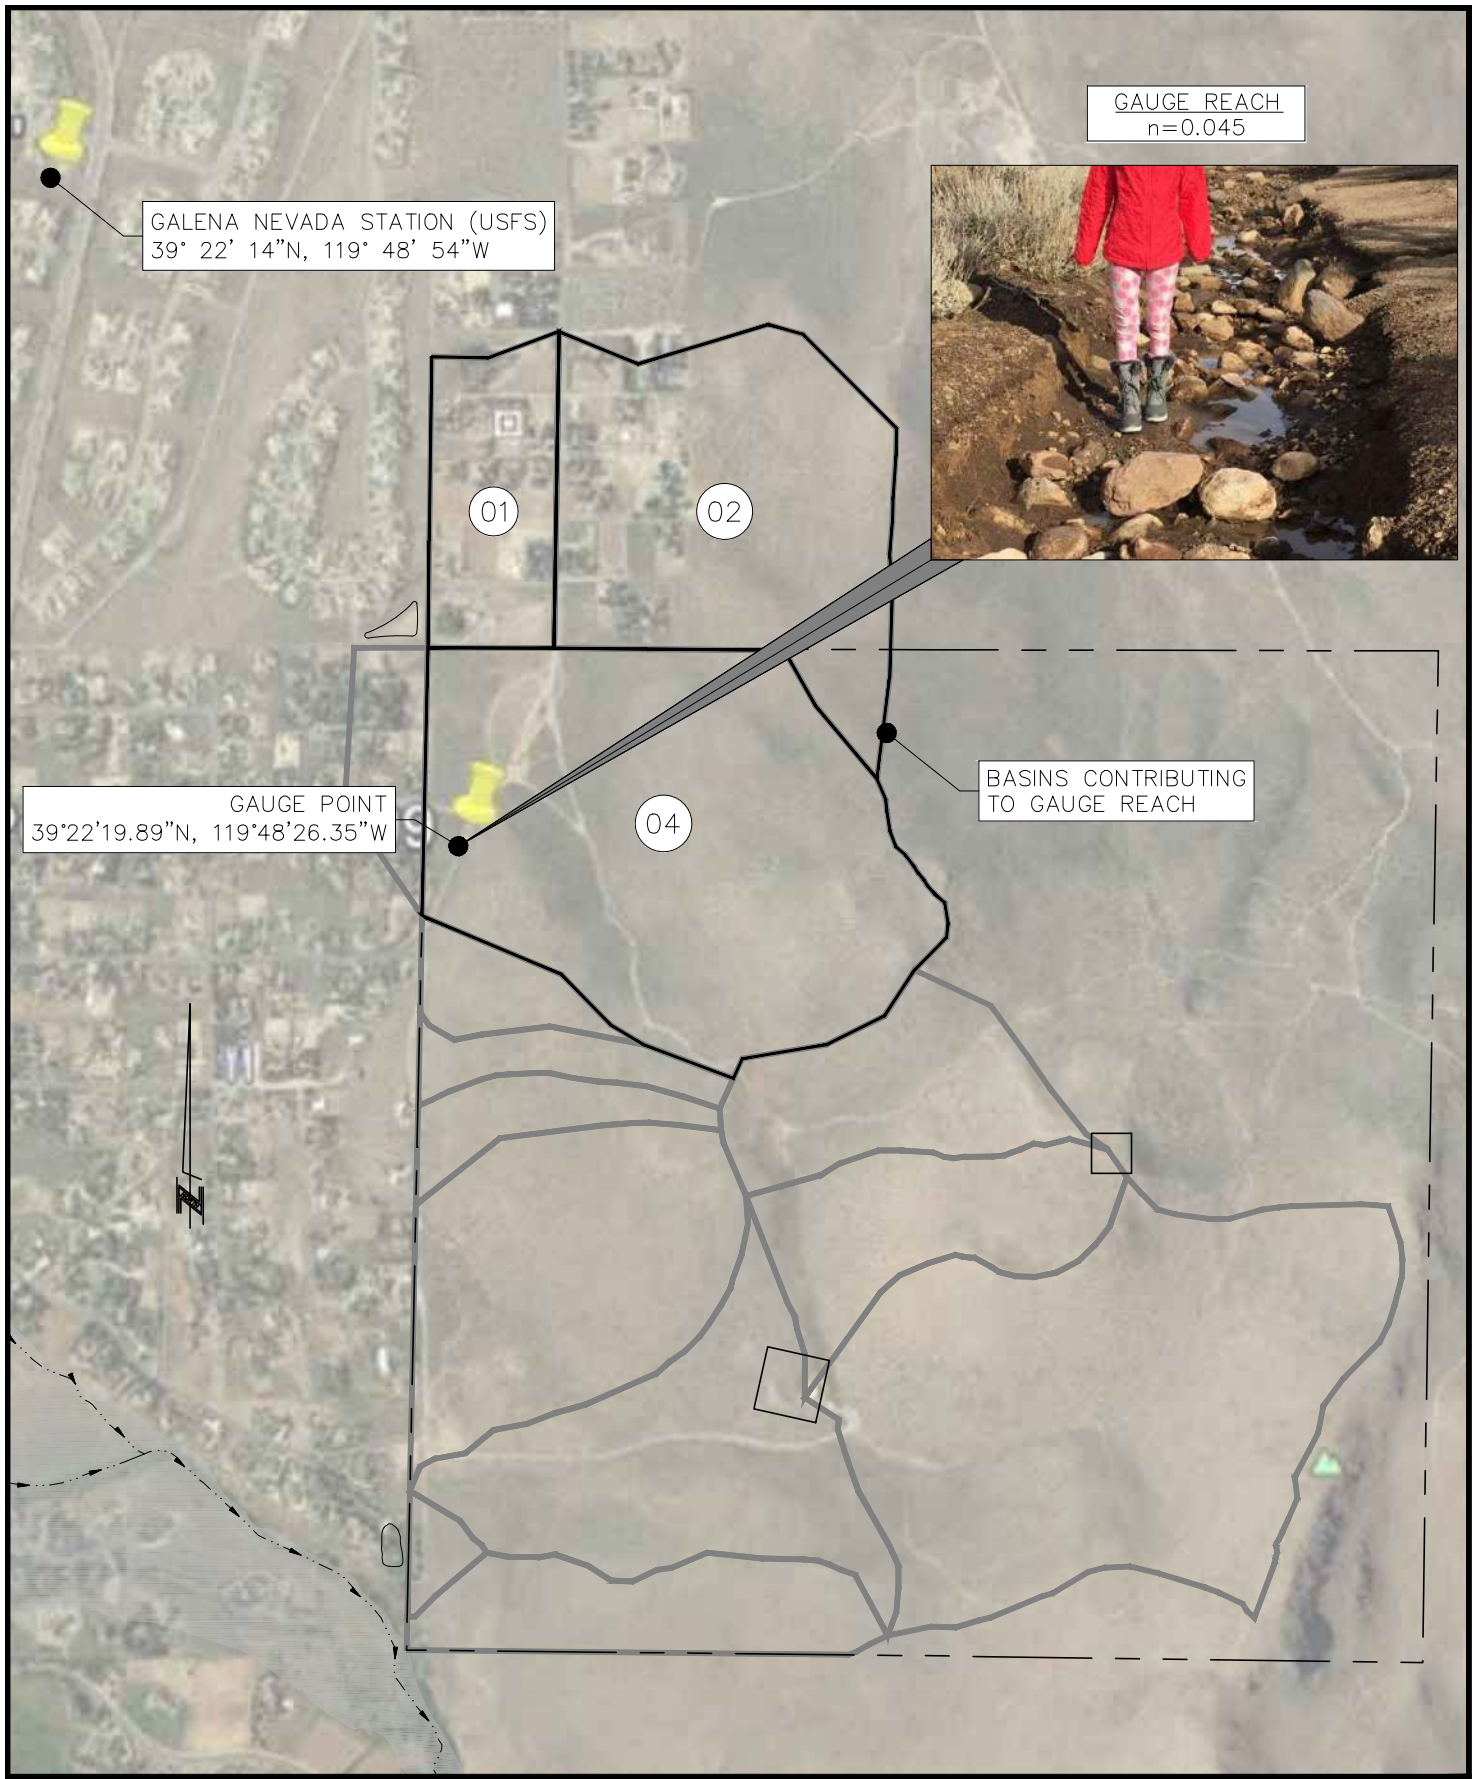 GAUGE REACH
n=0.045
GALENA NEVADA STATION (USFS)
39° 22' 14"N, 119° 48' 54"W
01
02
BASINS CONTRIBUTING
TO GAUGE REACH
GAUGE POINT
39°22'19.89"N, 119°48'26.35"W
04